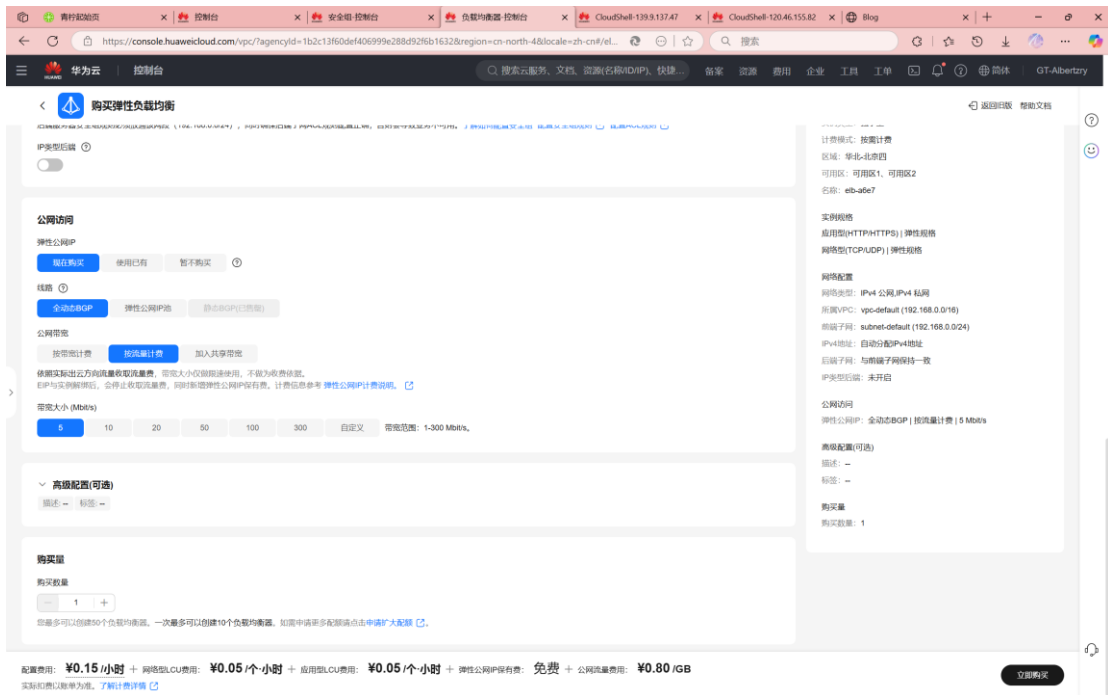 青柠起始页
控制台
安全组-控制台
负载均衡器-控制台
CloudShell-139.9.137.47
CloudShell-120.46.155.82
Blog
https://console.huaweicloud.com/vpc/?agencyId=1b2c13f60def406999e288d92f6b1632&region=cn-north-4&locale=zh-cn#/el...
搜索
HUAWEI
华为云 | 控制台
搜索云服务、文档、资源(名称/ID/IP)、快捷...
备案 资源 费用 企业 工具 工单
简体
GT-Albertzry
购买弹性负载均衡
返回旧版 帮助文档
IP类型后端
公网访问
弹性公网IP
现在购买 使用已有 暂不购买
线路
全动态BGP 弹性公网IP池 静态BGP(已售罄)
公网带宽
按带宽计费 按流量计费 加入共享带宽
依照实际出云方向流量收取流量费，带宽大小仅做限速使用，不做为收费依据。
EIP与实例解绑后，会停止收取流量费，同时新增弹性公网IP保有费。计费信息参考 弹性公网IP计费说明。
带宽大小 (Mbit/s)
5 10 20 50 100 300 自定义 带宽范围：1-300 Mbit/s。
高级配置(可选)
描述: -- 标签: --
购买量
购买数量
1
您最多可以创建50个负载均衡器。一次最多可以创建10个负载均衡器。如需申请更多配额请点击申请扩大配额。
计费模式：按需计费
区域：华北-北京四
可用区：可用区1、可用区2
名称：elb-a6e7
实例规格
应用型(HTTP/HTTPS) | 弹性规格
网络型(TCP/UDP) | 弹性规格
网络配置
网络类型：IPv4 公网,IPv4 私网
所属VPC：vpc-default (192.168.0.0/16)
前端子网：subnet-default (192.168.0.0/24)
IPv4地址：自动分配IPv4地址
后端子网：与前端子网保持一致
IP类型后端：未开启
公网访问
弹性公网IP：全动态BGP | 按流量计费 | 5 Mbit/s
高级配置(可选)
描述：--
标签：--
购买量
购买数量：1
配置费用：¥0.15 /小时 + 网络型LCU费用：¥0.05 /个·小时 + 应用型LCU费用：¥0.05 /个·小时 + 弹性公网IP保有费：免费 + 公网流量费用：¥0.80 /GB
实际扣费以账单为准。了解计费详情
立即购买